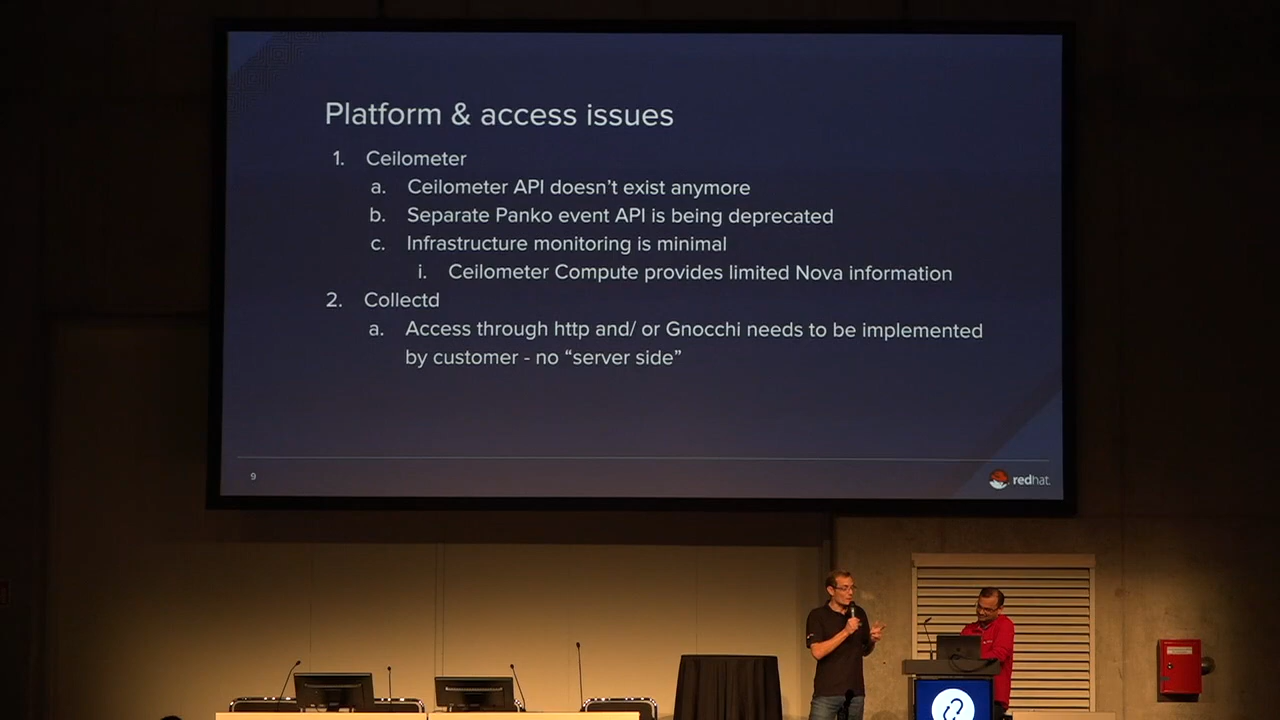 Platform & access issues
1. Ceilometer
a. Ceilometer API doesn’t exist anymore
b. Separate Panko event API is being deprecated
c. Infrastructure monitoring is minimal
i. Ceilometer Compute provides limited Nova information
2. Collectd
a. Access through http and/ or Gnocchi needs to be implemented
by customer - no “server side”
9
redhat.